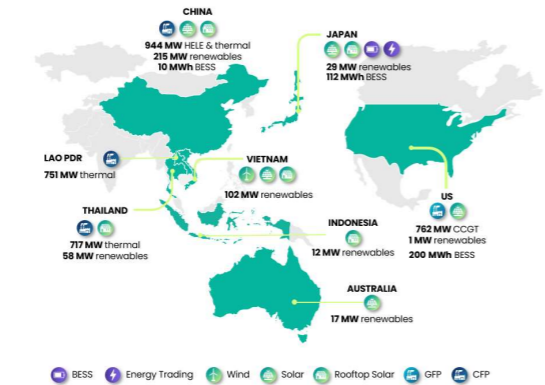 CHINA
944 MW HELE & thermal
215 MW renewables
10 MWh BESS
JAPAN
29 MW renewables
112 MWh BESS
LAO PDR
751 MW thermal
VIETNAM
102 MW renewables
THAILAND
717 MW thermal
58 MW renewables
INDONESIA
12 MW renewables
US
762 MW CCGT
1 MW renewables
200 MWh BESS
AUSTRALIA
17 MW renewables
BESS Energy Trading Wind Solar Rooftop Solar GFP CFP